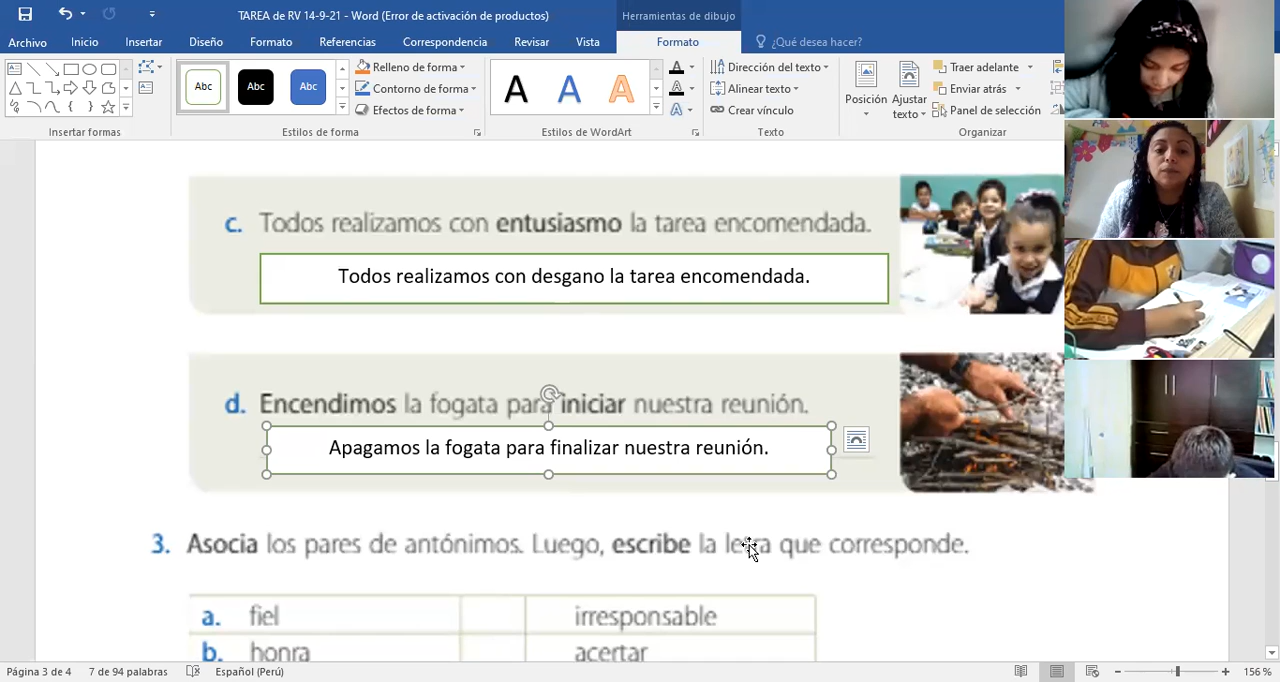 TAREA de RV 14-9-21 - Word (Error de activación de productos)
Herramientas de dibujo
Archivo Inicio Insertar Diseño Formato Referencias Correspondencia Revisar Vista Formato ¿Qué desea hacer?
Abc Abc Abc
Relleno de forma
Contorno de forma
Efectos de forma
A A A
Dirección del texto
Alinear texto
Crear vínculo
Posición
Ajustar texto
Traer adelante
Enviar atrás
Panel de selección
Insertar formas Estilos de forma Estilos de WordArt Texto Organizar
c. Todos realizamos con entusiasmo la tarea encomendada.
Todos realizamos con desgano la tarea encomendada.
d. Encendimos la fogata para iniciar nuestra reunión.
Apagamos la fogata para finalizar nuestra reunión.
3. Asocia los pares de antónimos. Luego, escribe la letra que corresponde.
a. fiel irresponsable
b. honra acertar
Página 3 de 4 7 de 94 palabras Español (Perú) 156 %